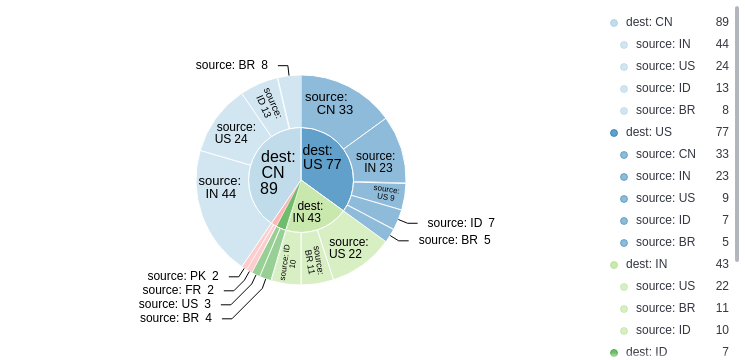 source: BR 8
source:
CN 33
source:
ID 13
source:
US 24
dest:
CN
89
dest:
US 77
source:
IN 23
source:
IN 44
source:
US 9
dest:
IN 43
source: ID 7
source: BR 5
source:
US 22
source:
BR 11
source: ID
10
source: PK 2
source: FR 2
source: US 3
source: BR 4
dest: CN 89
source: IN 44
source: US 24
source: ID 13
source: BR 8
dest: US 77
source: CN 33
source: IN 23
source: US 9
source: ID 7
source: BR 5
dest: IN 43
source: US 22
source: BR 11
source: ID 10
dest: ID 7